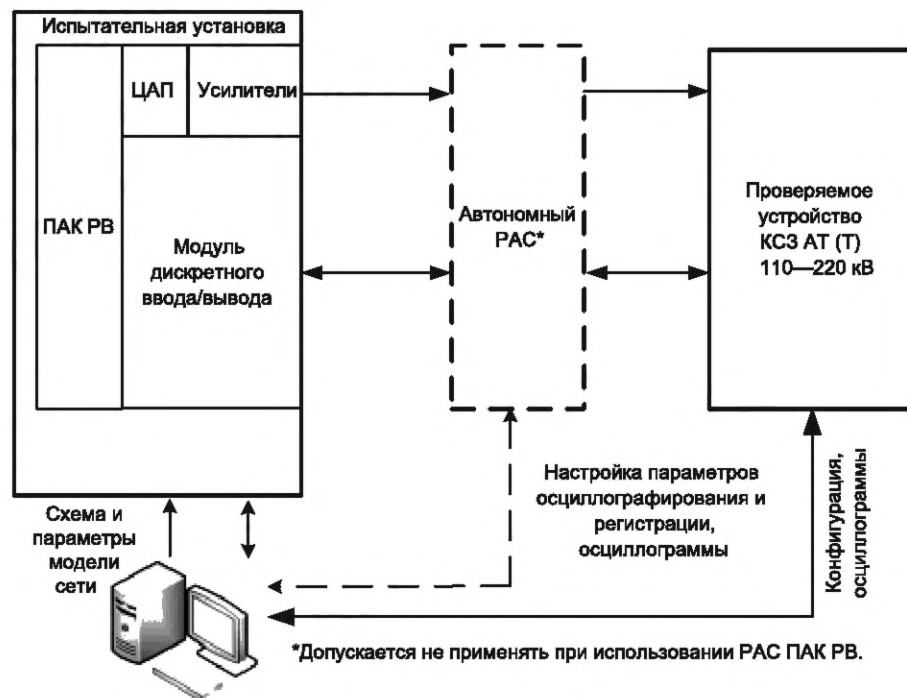 Испытательная установка
ЦАП
Усилители
ПАК РВ
Модуль
дискретного
ввода/вывода
Автономный
РАС*
Проверяемое
устройство
КСЗ АТ (Т)
110—220 кВ
Схема и
параметры
модели
сети
Настройка параметров
осциллографирования и
регистрации,
осциллограммы
Конфигурация,
осциллограммы
*Допускается не применять при использовании РАС ПАК РВ.